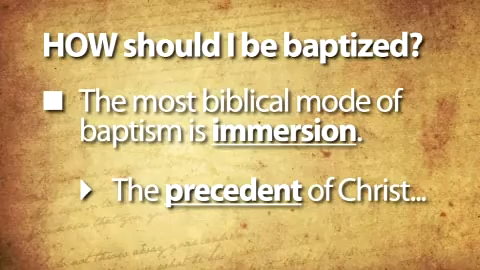 HOW should I be baptized?
The most biblical mode of
baptism is immersion.
The precedent of Christ...